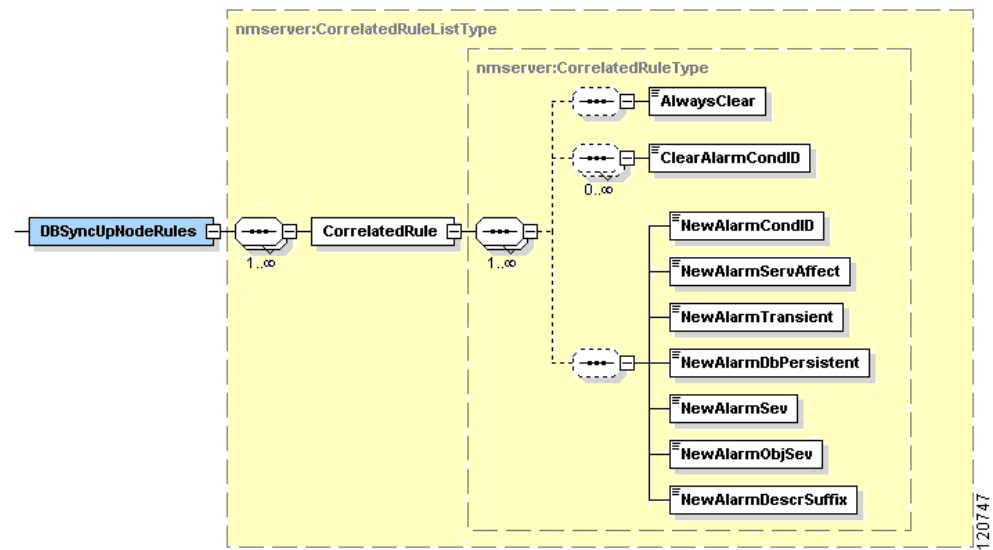 nmserver:CorrelatedRuleListType
nmserver:CorrelatedRuleType
AlwaysClear
ClearAlarmCondID
0..∞
DBSyncUpNodeRules
1..∞
CorrelatedRule
1..∞
NewAlarmCondID
NewAlarmServAffect
NewAlarmTransient
NewAlarmDbPersistent
NewAlarmSev
NewAlarmObjSev
NewAlarmDescrSuffix
120747